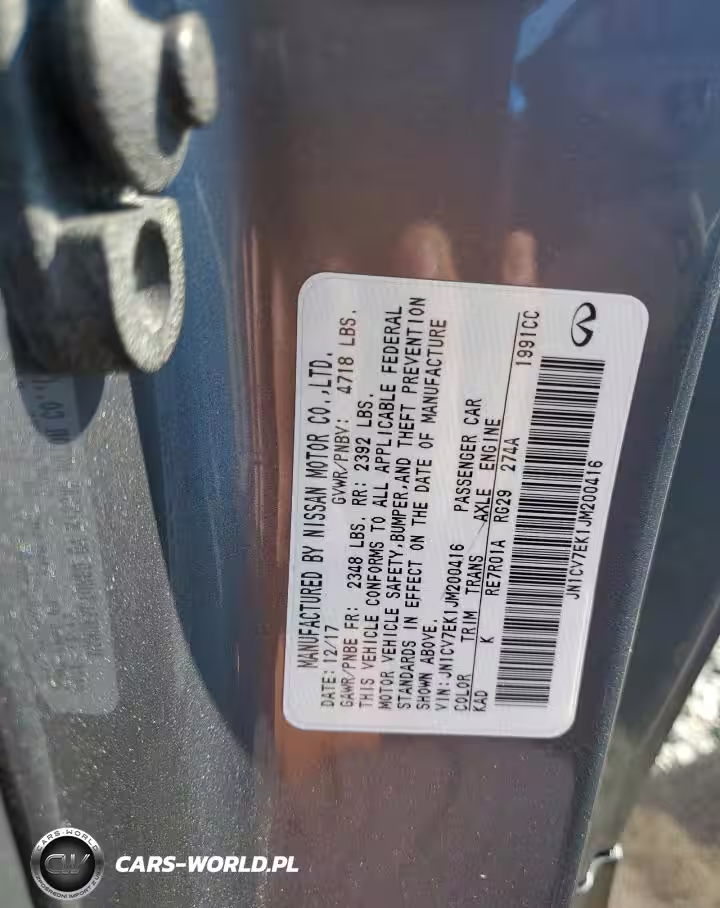 MANUFACTURED BY NISSAN MOTOR CO.,LTD.
DATE:12/17 GVWR/PNBV: 4718 LBS.
GAWR/PNBE FR: 2348 LBS. RR: 2392 LBS.
THIS VEHICLE CONFORMS TO ALL APPLICABLE FEDERAL
MOTOR VEHICLE SAFETY,BUMPER,AND THEFT PREVENTION
STANDARDS IN EFFECT ON THE DATE OF MANUFACTURE
SHOWN ABOVE.
VIN:JN1CV7EK1JM200416 PASSENGER CAR
COLOR TRIM TRANS AXLE ENGINE
KAD K RE7R01A RG29 274A 1991CC
JN1CV7EK1JM200416
CARS-WORLD
CW
CARS-WORLD.PL